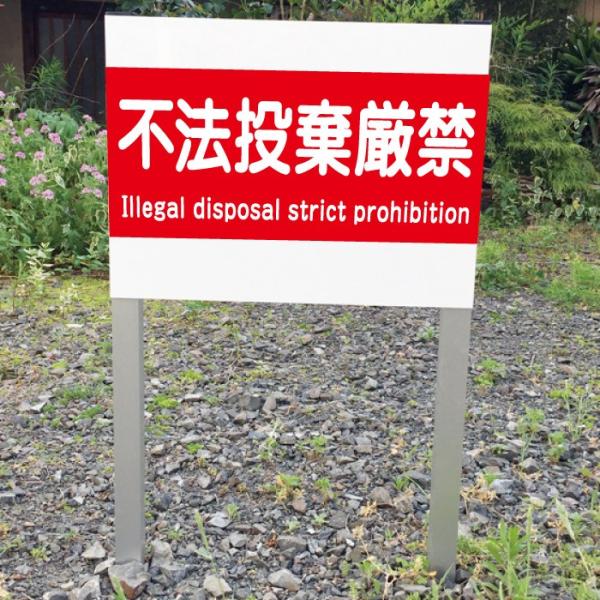 不法投棄厳禁
Illegal disposal strict prohibition